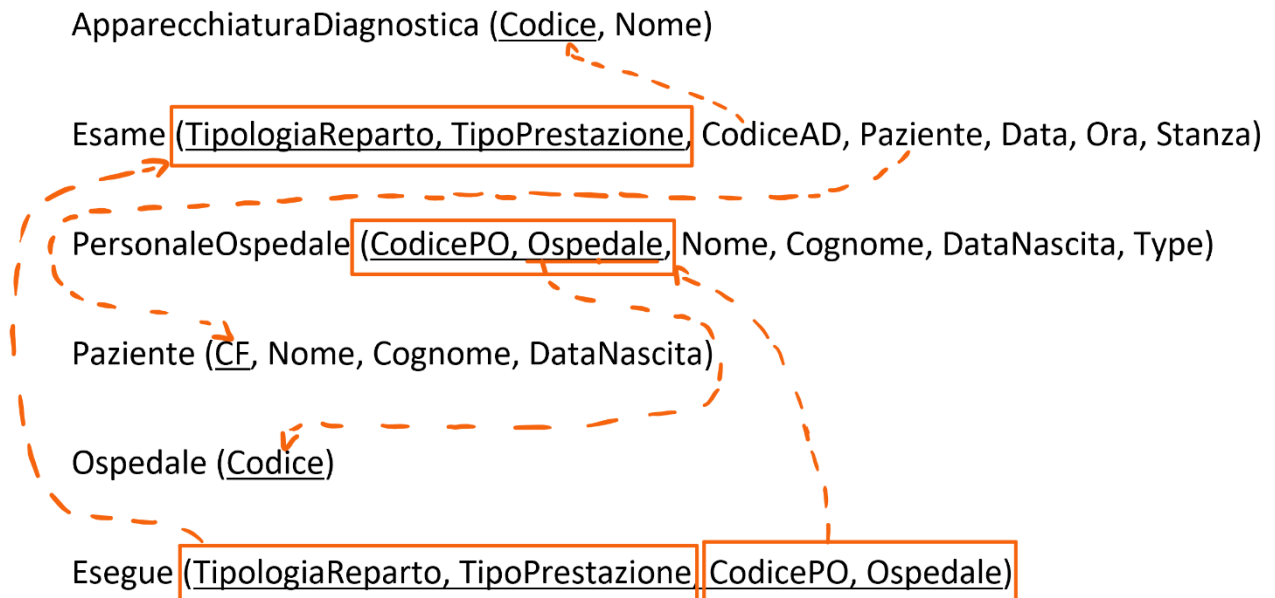 ApparecchiaturaDiagnostica (Codice, Nome)
Esame (TipologiaReparto, TipoPrestazione, CodiceAD, Paziente, Data, Ora, Stanza)
PersonaleOspedale (CodicePO, Ospedale, Nome, Cognome, DataNascita, Type)
Paziente (CF, Nome, Cognome, DataNascita)
Ospedale (Codice)
Esegue (TipologiaReparto, TipoPrestazione, CodicePO, Ospedale)